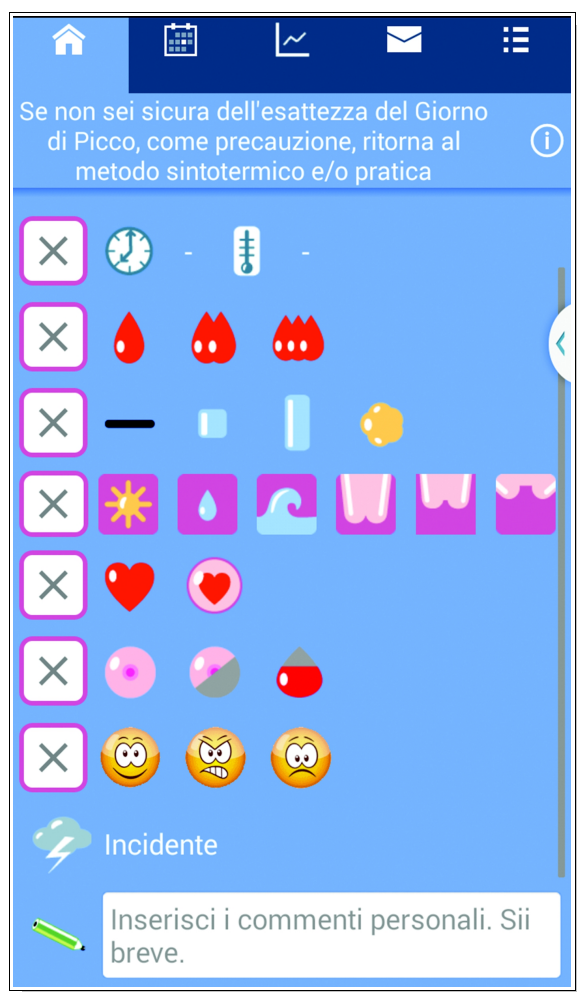 Se non sei sicura dell'esattezza del Giorno
di Picco, come precauzione, ritorna al
metodo sintotermico e/o pratica
- -
Incidente
Inserisci i commenti personali. Sii
breve.